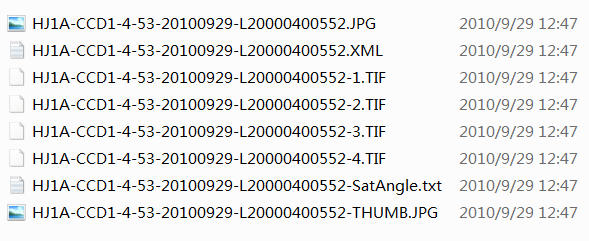 HJ1A-CCD1-4-53-20100929-L20000400552.JPG 2010/9/29 12:47
HJ1A-CCD1-4-53-20100929-L20000400552.XML 2010/9/29 12:47
HJ1A-CCD1-4-53-20100929-L20000400552-1.TIF 2010/9/29 12:47
HJ1A-CCD1-4-53-20100929-L20000400552-2.TIF 2010/9/29 12:47
HJ1A-CCD1-4-53-20100929-L20000400552-3.TIF 2010/9/29 12:47
HJ1A-CCD1-4-53-20100929-L20000400552-4.TIF 2010/9/29 12:47
HJ1A-CCD1-4-53-20100929-L20000400552-SatAngle.txt 2010/9/29 12:47
HJ1A-CCD1-4-53-20100929-L20000400552-THUMB.JPG 2010/9/29 12:47